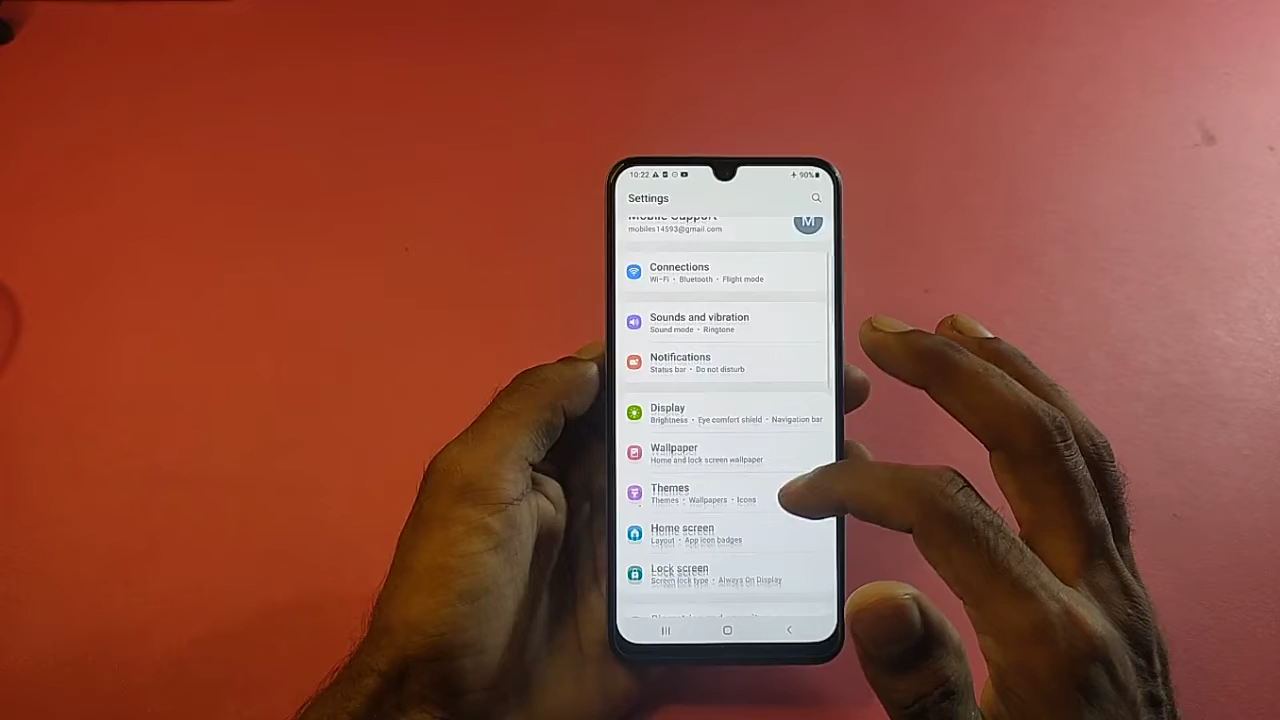 10:22
90%
Settings
Mobile Support
mobiles14593@gmail.com
M
Connections
Wi-Fi • Bluetooth • Flight mode
Sounds and vibration
Sound mode • Ringtone
Notifications
Status bar • Do not disturb
Display
Brightness • Eye comfort shield • Navigation bar
Wallpaper
Home and lock screen wallpaper
Themes
Themes • Wallpapers • Icons
Home screen
Layout • App icon badges
Lock screen
Screen lock type • Always On Display